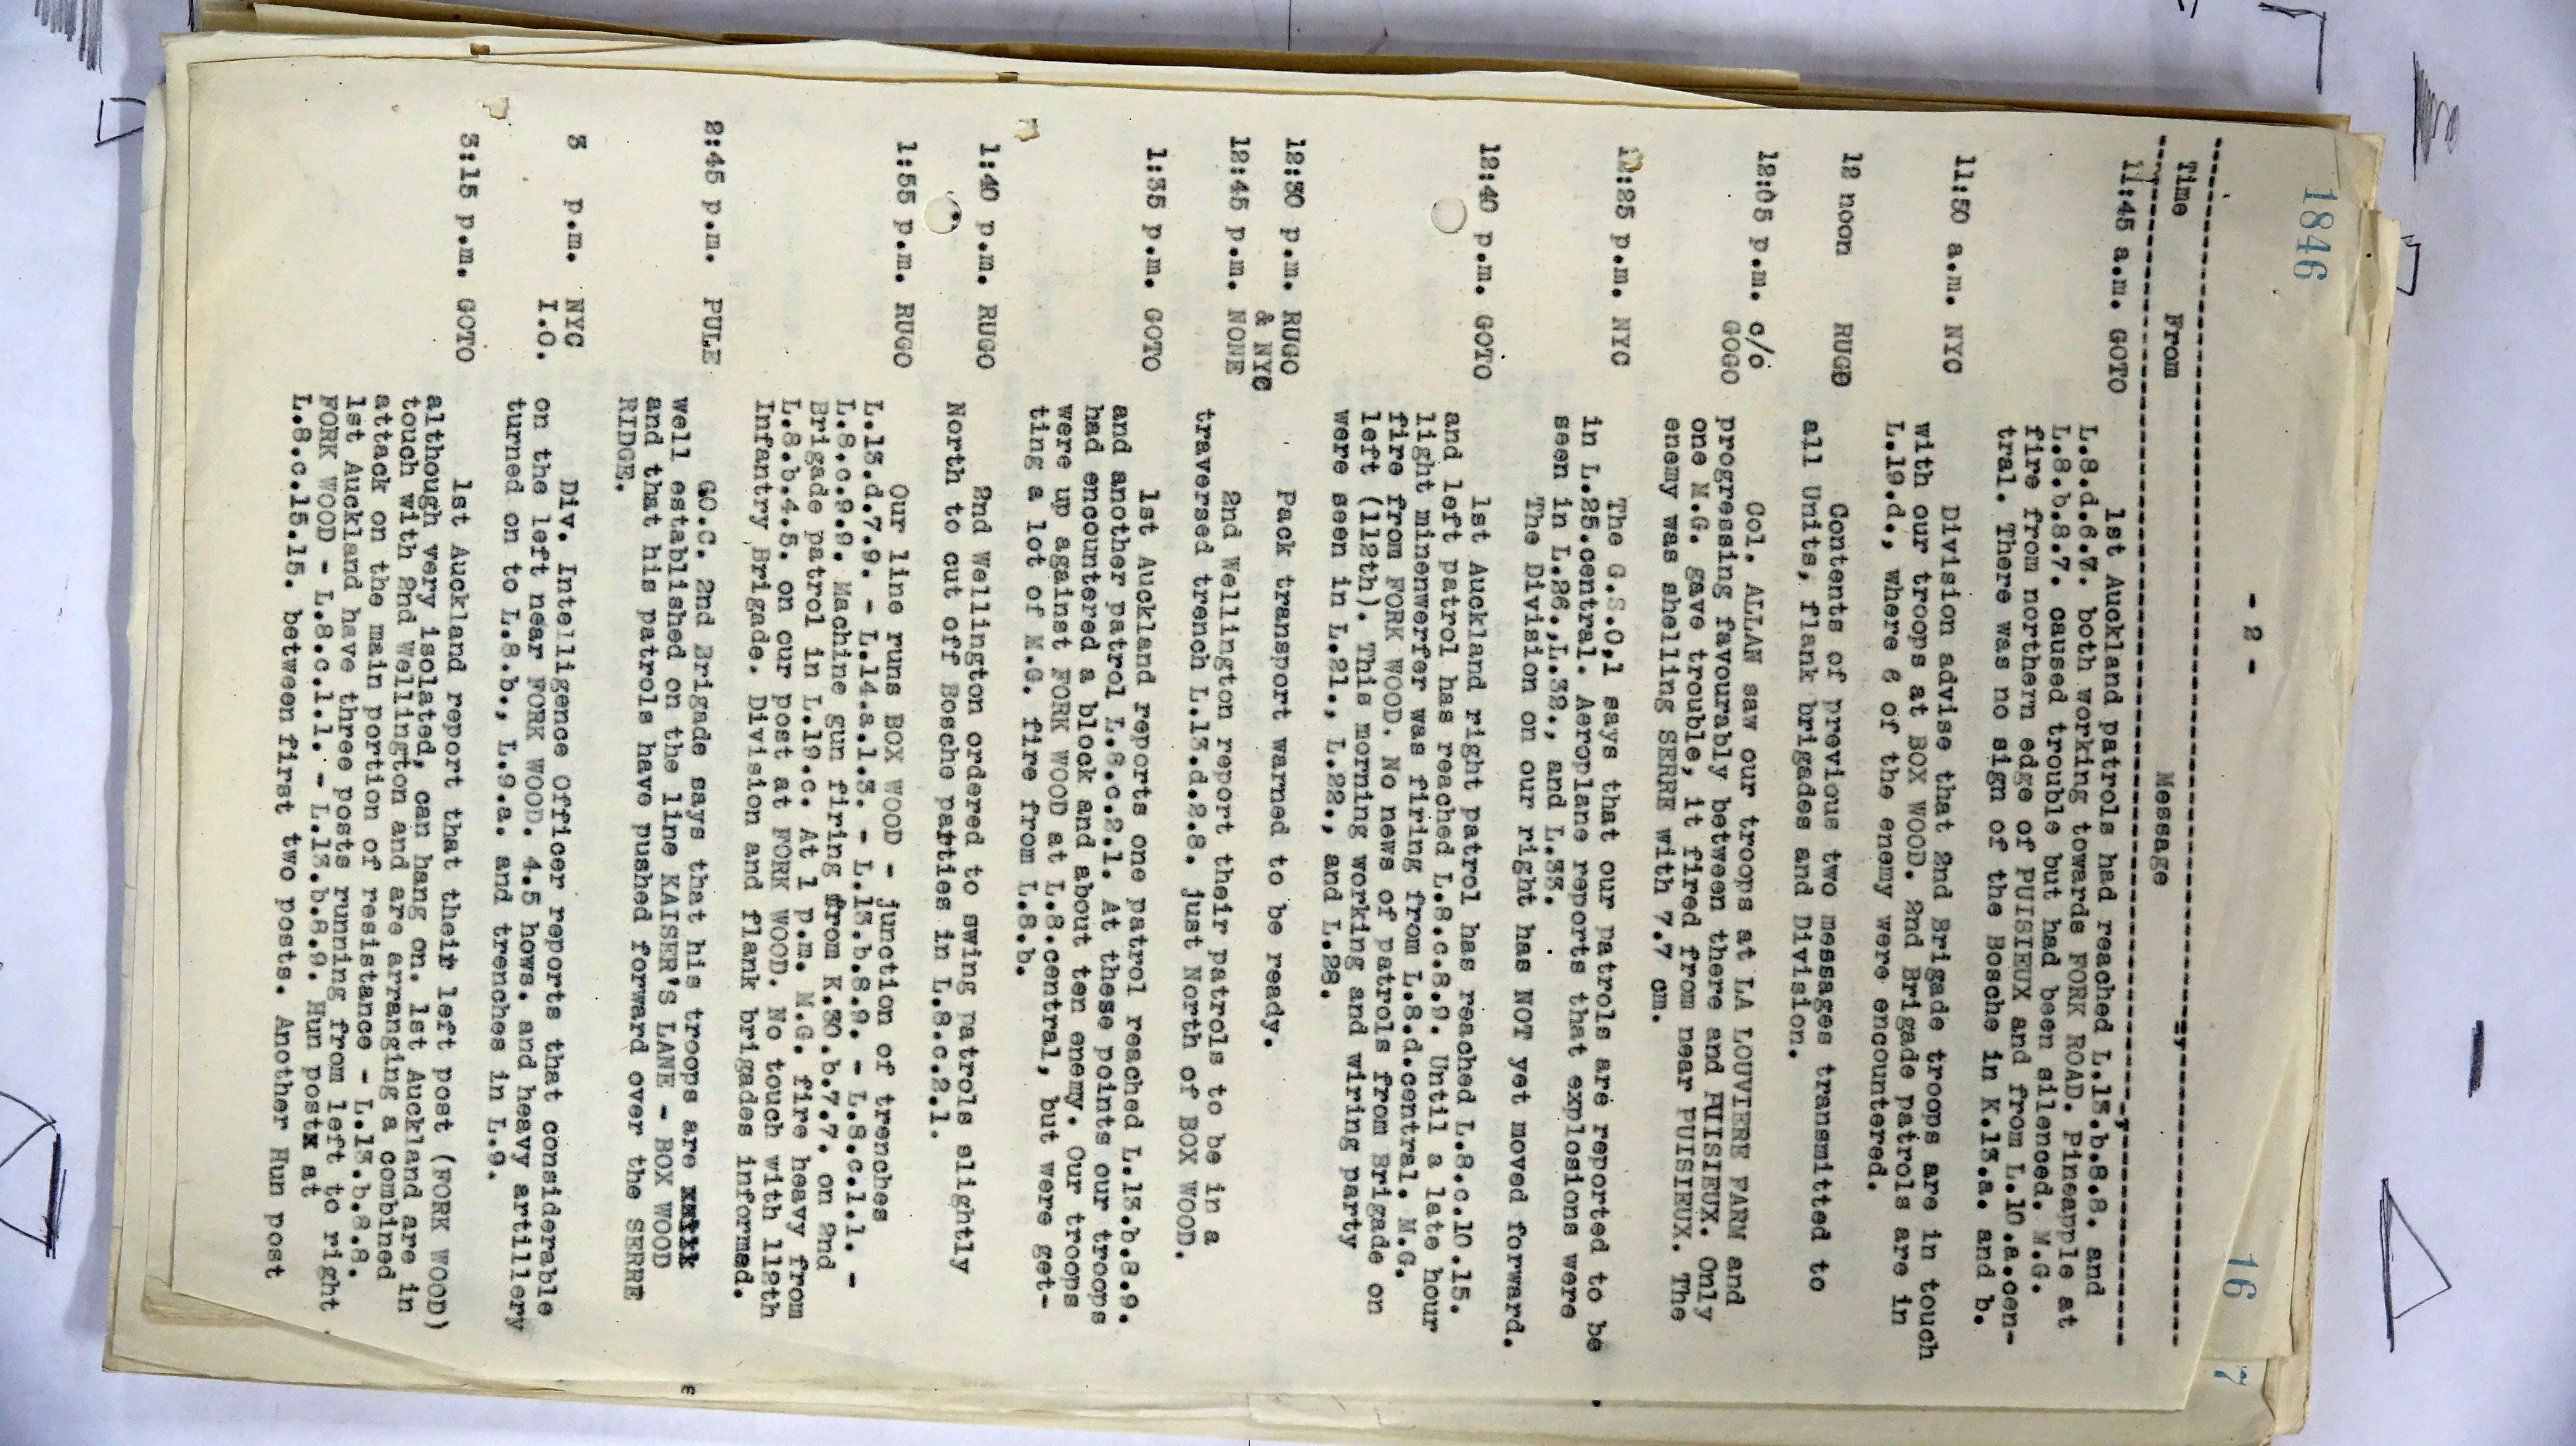 1846
- 2 -
16
7
Time From Message
11:45 a.m. GOTO 1st Auckland patrols had reached L.13.b.8.8. and
L.8.d.6.7. both working towards FORK ROAD. Pineapple at
L.8.b.8.7. caused trouble but had been silenced. M.G.
fire from northern edge of PUISIEUX and from L.10.a.cen-
tral. There was no sign of the Bosche in K.13.a. and b.
11:50 a.m. NYC Division advise that 2nd Brigade troops are in touch
with our troops at BOX WOOD. 2nd Brigade patrols are in
L.19.d., where 6 of the enemy were encountered.
12 noon RUGO Contents of previous two messages transmitted to
all Units, flank brigades and Division.
12:05 p.m. c/o Col. ALLAN saw our troops at LA LOUVIERE FARM and
GOGO progressing favourably between there and PUISIEUX. Only
one M.G. gave trouble, it fired from near PUISIEUX. The
enemy was shelling SERRE with 7.7 cm.
12:25 p.m. NYC The G.S.O,1 says that our patrols are reported to be
in L.25.central. Aeroplane reports that explosions were
seen in L.26.,L.32., and L.33.
The Division on our right has NOT yet moved forward.
12:40 p.m. GOTO 1st Auckland right patrol has reached L.8.c.10.15.
and left patrol has reached L.8.c.8.9. Until a late hour
light minenwerfer was firing from L.8.d.central. M.G.
fire from FORK WOOD. No news of patrols from Brigade on
left (112th). This morning working and wiring party
were seen in L.21., L.22., and L.28.
12:30 p.m. RUGO Pack transport warned to be ready.
& NYC
12:45 p.m. NONE 2nd Wellington report their patrols to be in a
traversed trench L.13.d.2.8. just North of BOX WOOD.
1:35 p.m. GOTO 1st Auckland reports one patrol reached L.13.b.8.9.
and another patrol L.8.c.2.1. At these points our troops
had encountered a block and about ten enemy. Our troops
were up against FORK WOOD at L.8.central, but were get-
ting a lot of M.G. fire from L.8.b.
1:40 p.m. RUGO 2nd Wellington ordered to swing patrols slightly
North to cut off Bosche parties in L.8.c.2.1.
1:55 p.m. RUGO Our line runs BOX WOOD - junction of trenches
L.13.d.7.9. - L.14.a.1.3. - L.13.b.8.9. - L.8.c.1.1. -
L.8.c.9.9. Machine gun firing from K.30.b.7.7. on 2nd
Brigade patrol in L.19.c. At 1 p.m. M.G. fire heavy from
L.8.b.4.5. on our post at FORK WOOD. No touch with 112th
Infantry Brigade. Division and flank brigades informed.
2:45 p.m. PULE GO.C. 2nd Brigade says that his troops are
well established on the line KAISER'S LANE - BOX WOOD
and that his patrols have pushed forward over the SERRE
RIDGE.
3 p.m. NYC Div. Intelligence Officer reports that considerable
I.O. on the left near FORK WOOD. 4.5 hows. and heavy artillery
turned on to L.8.b., L.9.a. and trenches in L.9.
3:15 p.m. GOTO 1st Auckland report that their left post (FORK WOOD)
although very isolated, can hang on. 1st Auckland are in
touch with 2nd Wellington and are arranging a combined
attack on the main portion of resistance - L.13.b.8.8.
1st Auckland have three posts running from left to right
FORK WOOD - L.8.c.1.1. - L.13.b.8.9. Hun postx at
L.8.c.15.15. between first two posts. Another Hun post